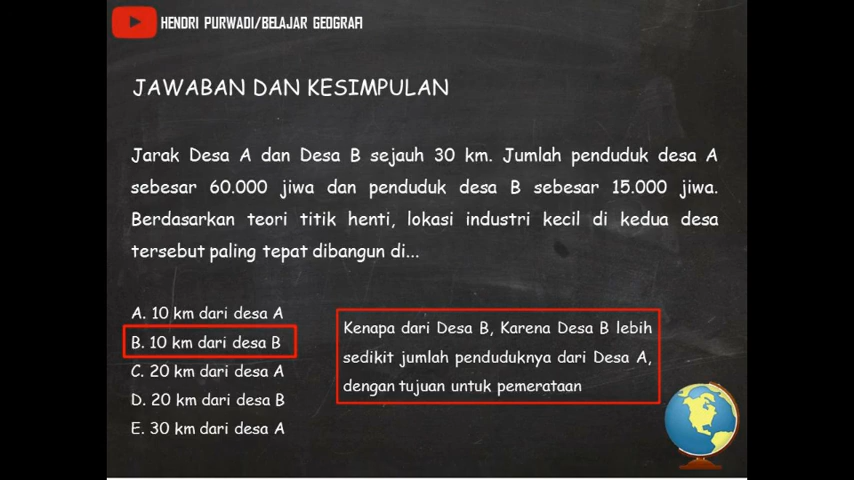 HENDRI PURWADI/BELAJAR GEOGRAFI
JAWABAN DAN KESIMPULAN
Jarak Desa A dan Desa B sejauh 30 km. Jumlah penduduk desa A
sebesar 60.000 jiwa dan penduduk desa B sebesar 15.000 jiwa.
Berdasarkan teori titik henti, lokasi industri kecil di kedua desa
tersebut paling tepat dibangun di...
A. 10 km dari desa A
B. 10 km dari desa B
C. 20 km dari desa A
D. 20 km dari desa B
E. 30 km dari desa A
Kenapa dari Desa B, Karena Desa B lebih
sedikit jumlah penduduknya dari Desa A,
dengan tujuan untuk pemerataan